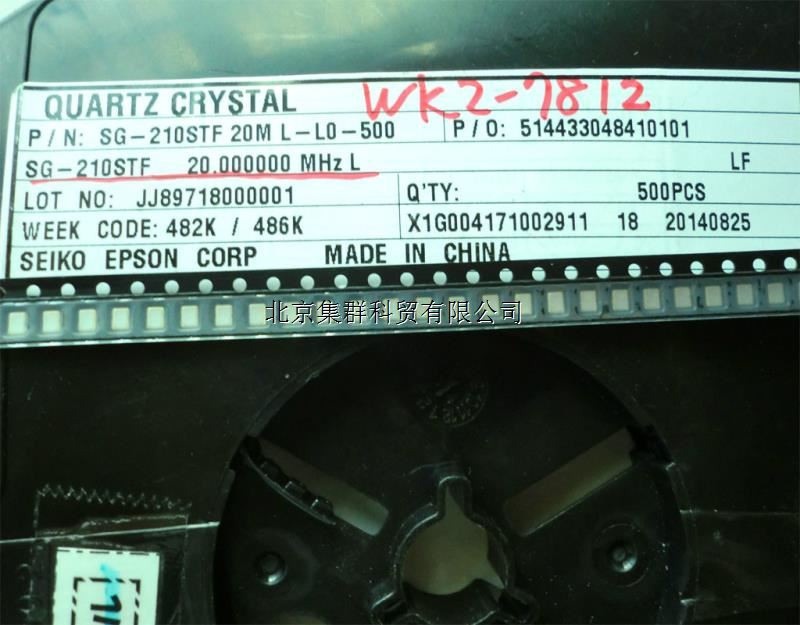 WK2-7812
QUARTZ CRYSTAL
P/N: SG-210STF 20M L-L0-500 P/O: 514433048410101
SG-210STF 20.000000 MHz L LF
LOT NO: JJ89718000001 Q'TY: 500PCS
WEEK CODE: 482K / 486K X1G004171002911 18 20140825
SEIKO EPSON CORP MADE IN CHINA
北京集群科贸有限公司